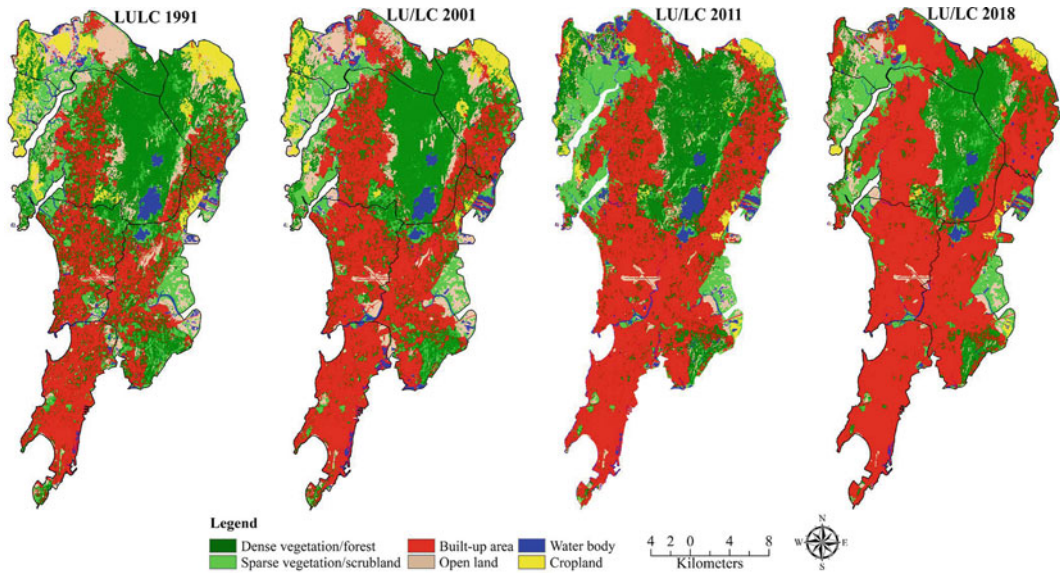 LULC 1991
LU/LC 2001
LU/LC 2011
LU/LC 2018
Legend
Dense vegetation/forest
Built-up area
Water body
Sparse vegetation/scrubland
Open land
Cropland
4 2 0 4 8
Kilometers
N
W E
S